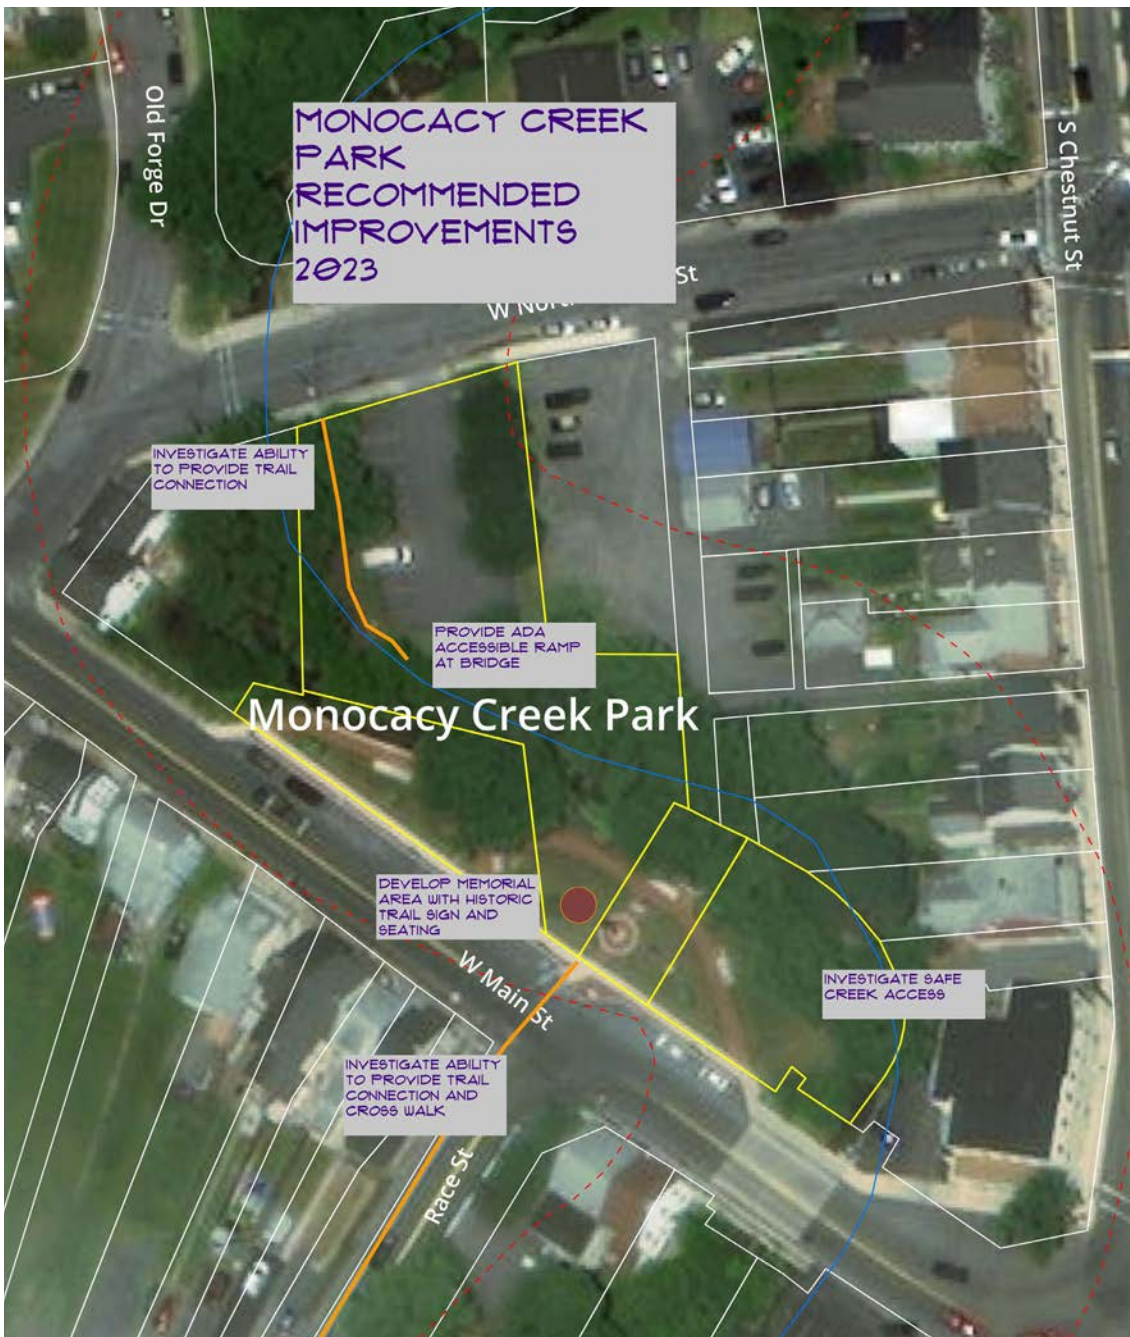 MONOCACY CREEK
PARK
RECOMMENDED
IMPROVEMENTS
2023
Old Forge Dr
S Chestnut St
W North St
INVESTIGATE ABILITY
TO PROVIDE TRAIL
CONNECTION
PROVIDE ADA
ACCESSIBLE RAMP
AT BRIDGE
Monocacy Creek Park
DEVELOP MEMORIAL
AREA WITH HISTORIC
TRAIL SIGN AND
SEATING
W Main St
INVESTIGATE SAFE
CREEK ACCESS
INVESTIGATE ABILITY
TO PROVIDE TRAIL
CONNECTION AND
CROSS WALK
Race St